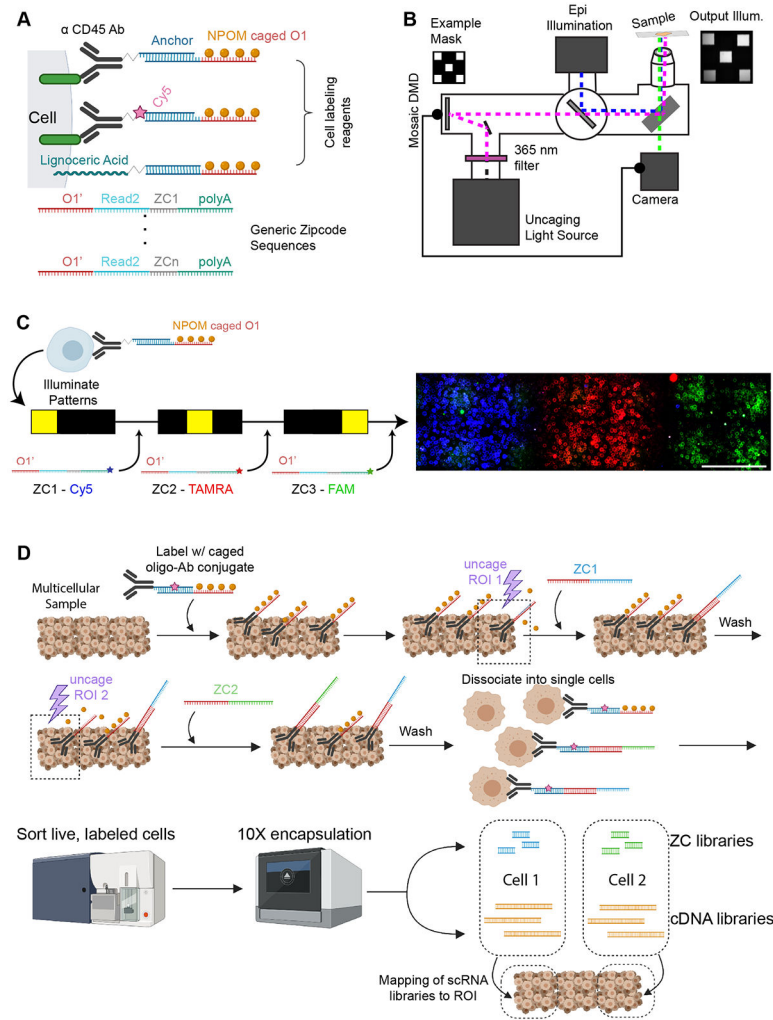 A
α CD45 Ab
Anchor
NPOM caged O1
Cell
Cy5
Cell labeling
reagents
Lignoceric Acid
O1' Read2 ZC1 polyA
Generic Zipcode
Sequences
O1' Read2 ZCn polyA
B
Example
Mask
Epi
Illumination
Sample
Output Illum.
Mosaic DMD
365 nm
filter
Camera
Uncaging
Light Source
C
NPOM caged O1
Illuminate
Patterns
O1'
O1'
O1'
ZC1 - Cy5
ZC2 - TAMRA
ZC3 - FAM
D
Label w/ caged
oligo-Ab conjugate
Multicellular
Sample
uncage
ROI 1
ZC1
Wash
uncage
ROI 2
ZC2
Wash
Dissociate into single cells
Sort live, labeled cells
10X encapsulation
ZC libraries
Cell 1
Cell 2
cDNA libraries
Mapping of scRNA
libraries to ROI